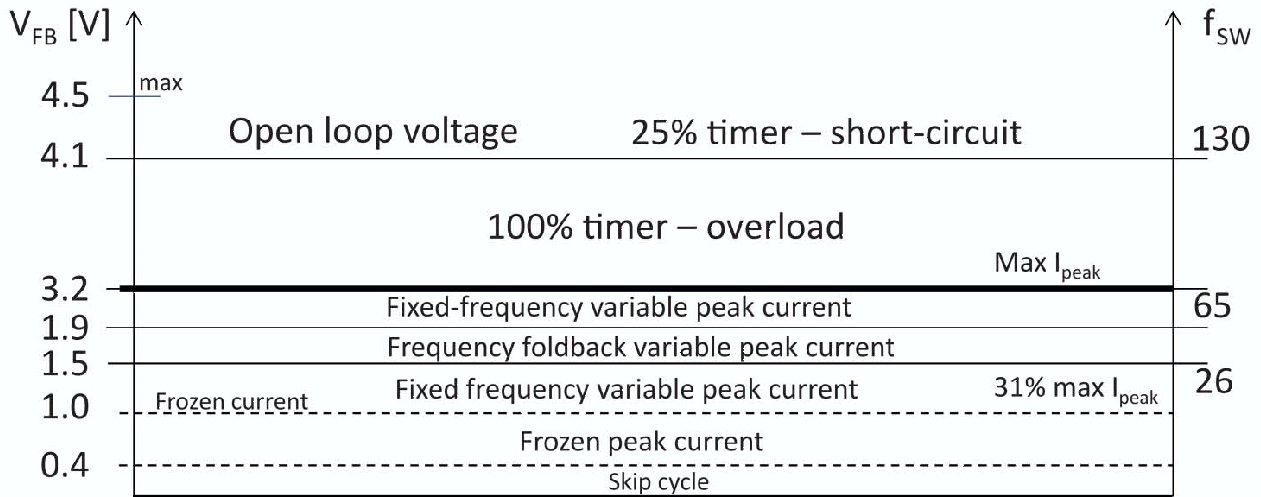 V_FB [V]
f_SW
max
4.5
Open loop voltage
25% timer – short-circuit
130
4.1
100% timer – overload
Max I_peak
3.2
Fixed-frequency variable peak current
65
1.9
Frequency foldback variable peak current
1.5
Fixed frequency variable peak current
31% max I_peak
26
Frozen current
1.0
Frozen peak current
0.4
Skip cycle